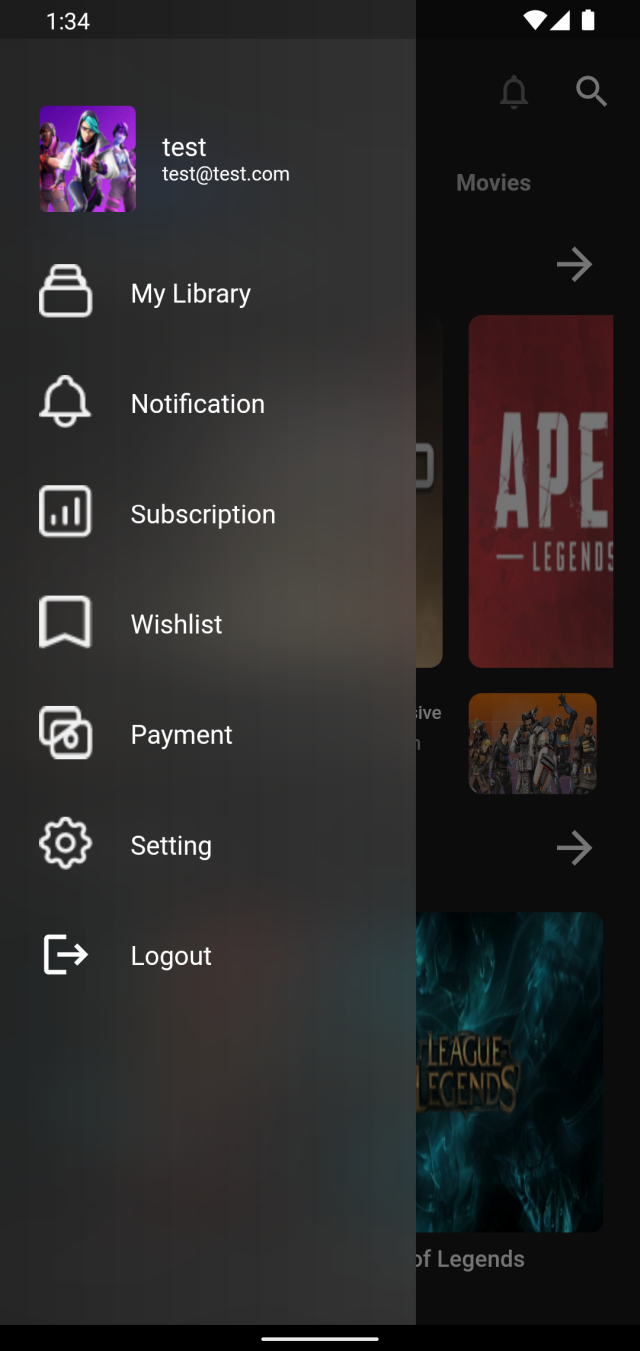 1:34
test
test@test.com
Movies
My Library
Notification
Subscription
Wishlist
Payment
Setting
Logout
APE
LEGENDS
LEAGUE
LEGENDS
of Legends